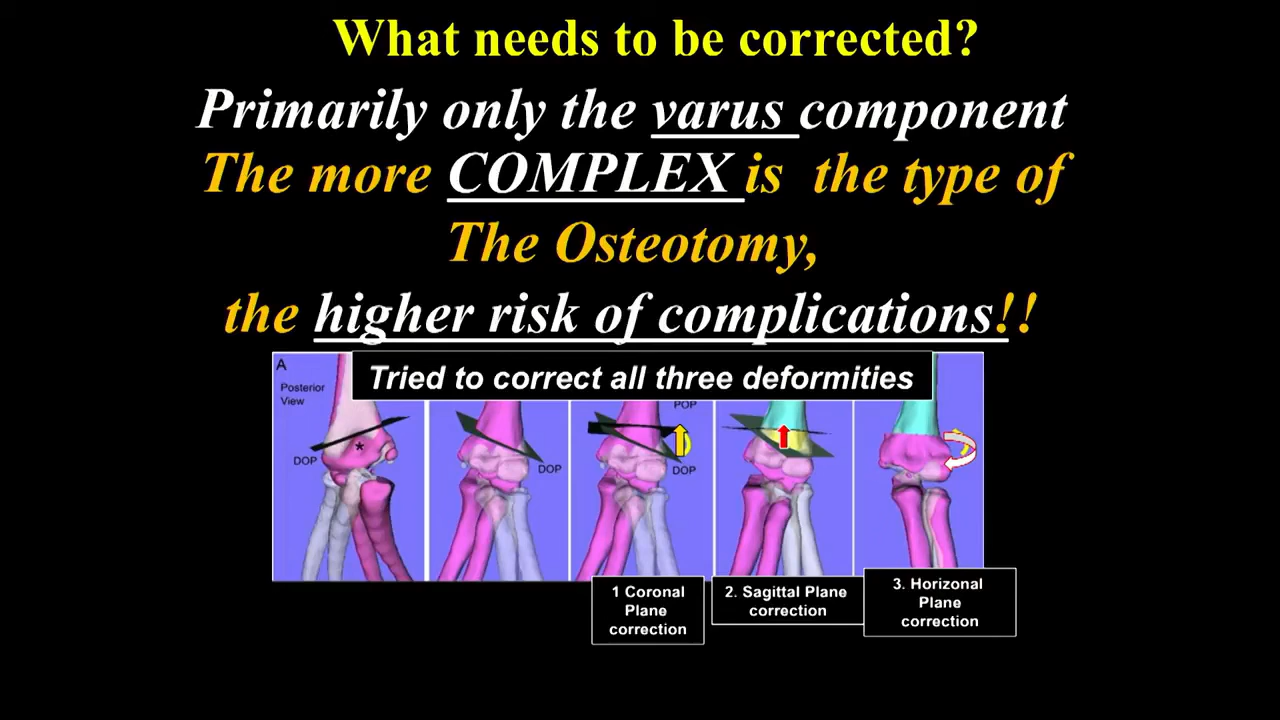 What needs to be corrected?
Primarily only the varus component
The more COMPLEX is the type of
The Osteotomy,
the higher risk of complications!!
Tried to correct all three deformities
A
Posterior
View
DOP
*
DOP
POP
DOP
1 Coronal
Plane
correction
2. Sagittal Plane
correction
3. Horizonal
Plane
correction